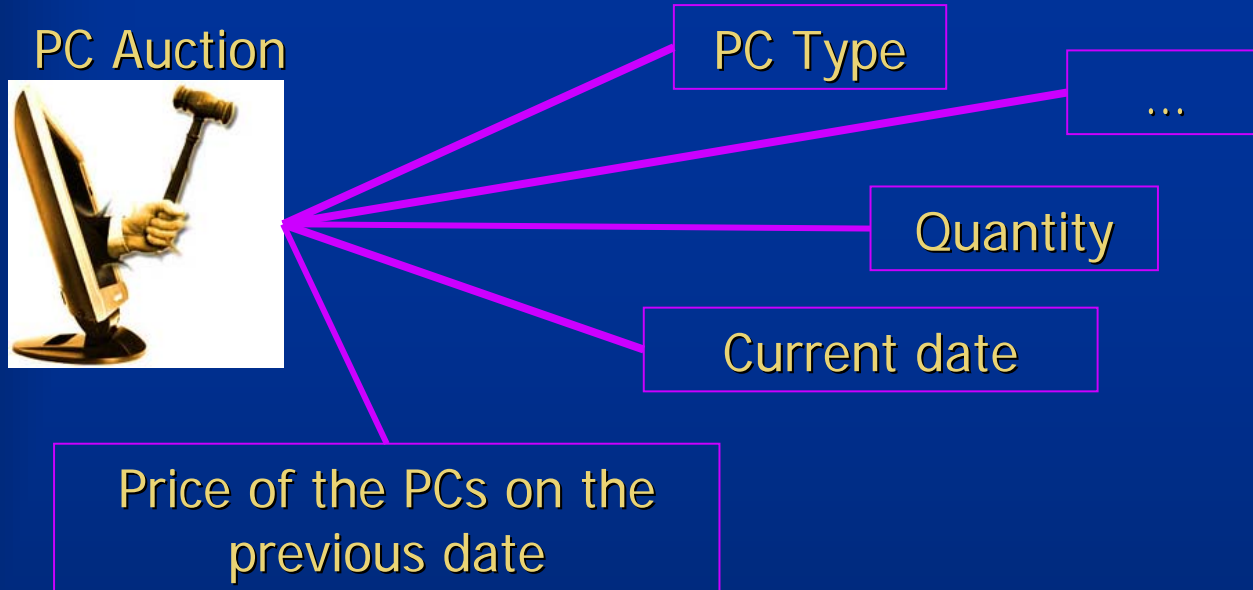 PC Auction
PC Type
...
Quantity
Current date
Price of the PCs on the
previous date